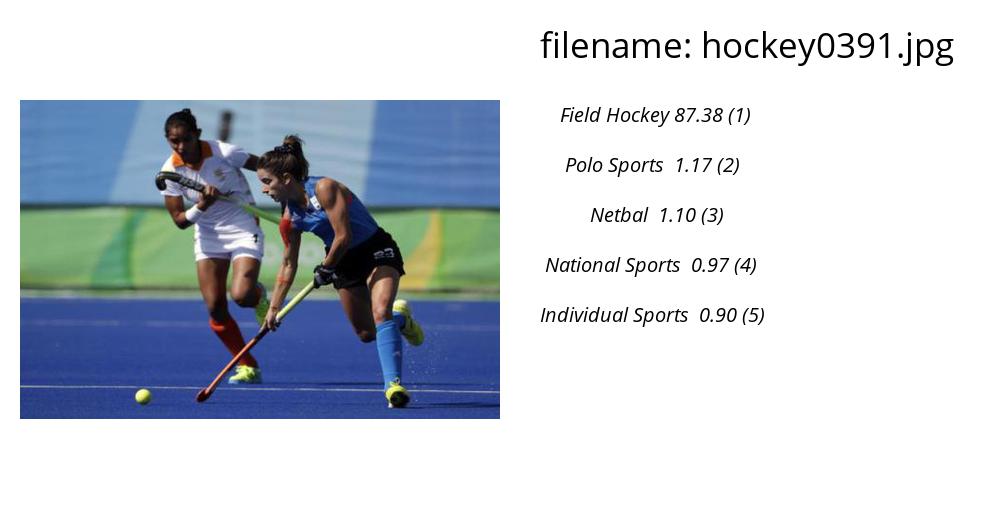 filename: hockey0391.jpg
Field Hockey 87.38 (1)
Polo Sports 1.17 (2)
Netbal 1.10 (3)
National Sports 0.97 (4)
Individual Sports 0.90 (5)